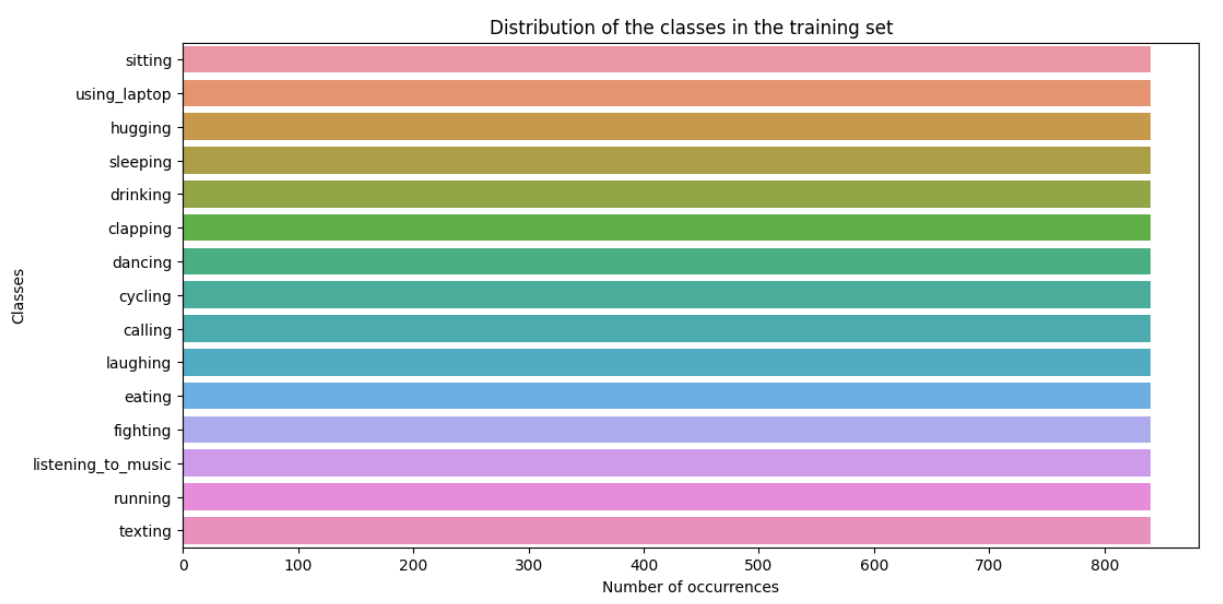 Distribution of the classes in the training set
sitting
using_laptop
hugging
sleeping
drinking
clapping
dancing
cycling
calling
laughing
eating
fighting
listening_to_music
running
texting
Classes
0 100 200 300 400 500 600 700 800
Number of occurrences